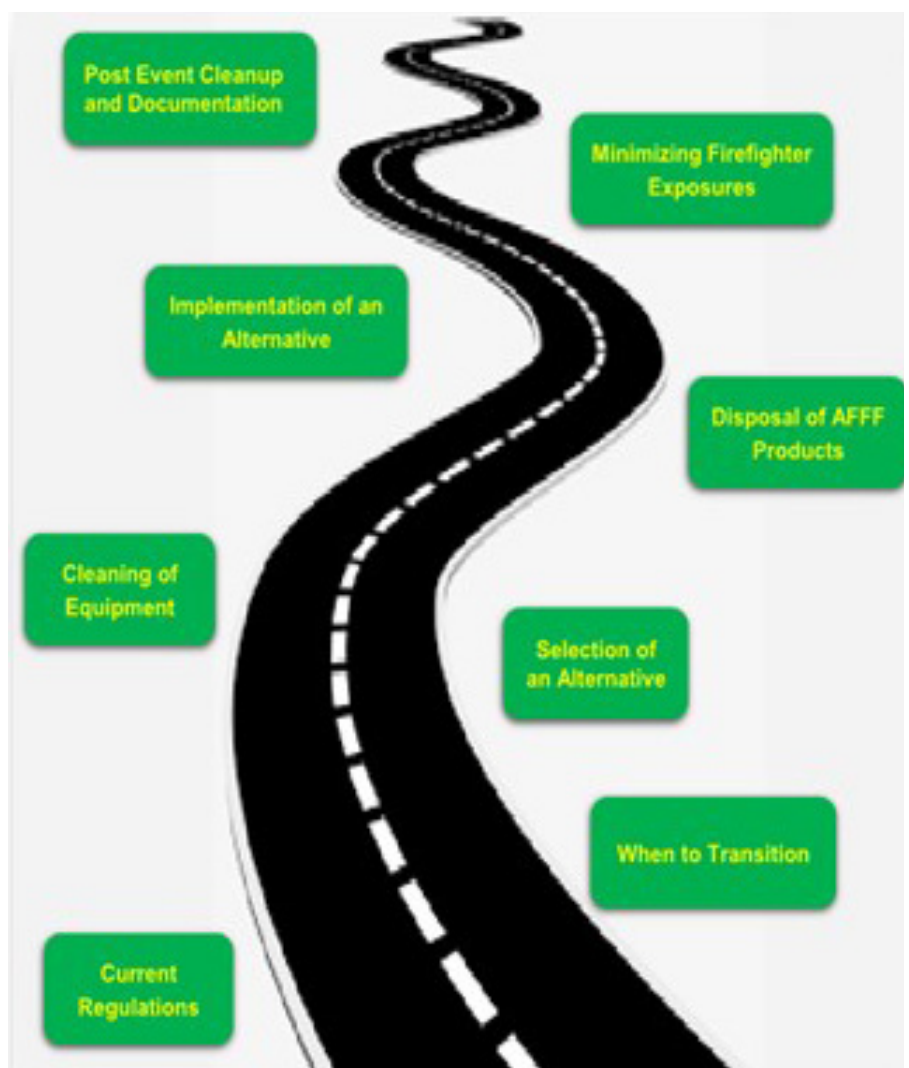 Post Event Cleanup
and Documentation
Minimizing Firefighter
Exposures
Implementation of an
Alternative
Disposal of AFFF
Products
Cleaning of
Equipment
Selection of
an Alternative
When to Transition
Current
Regulations